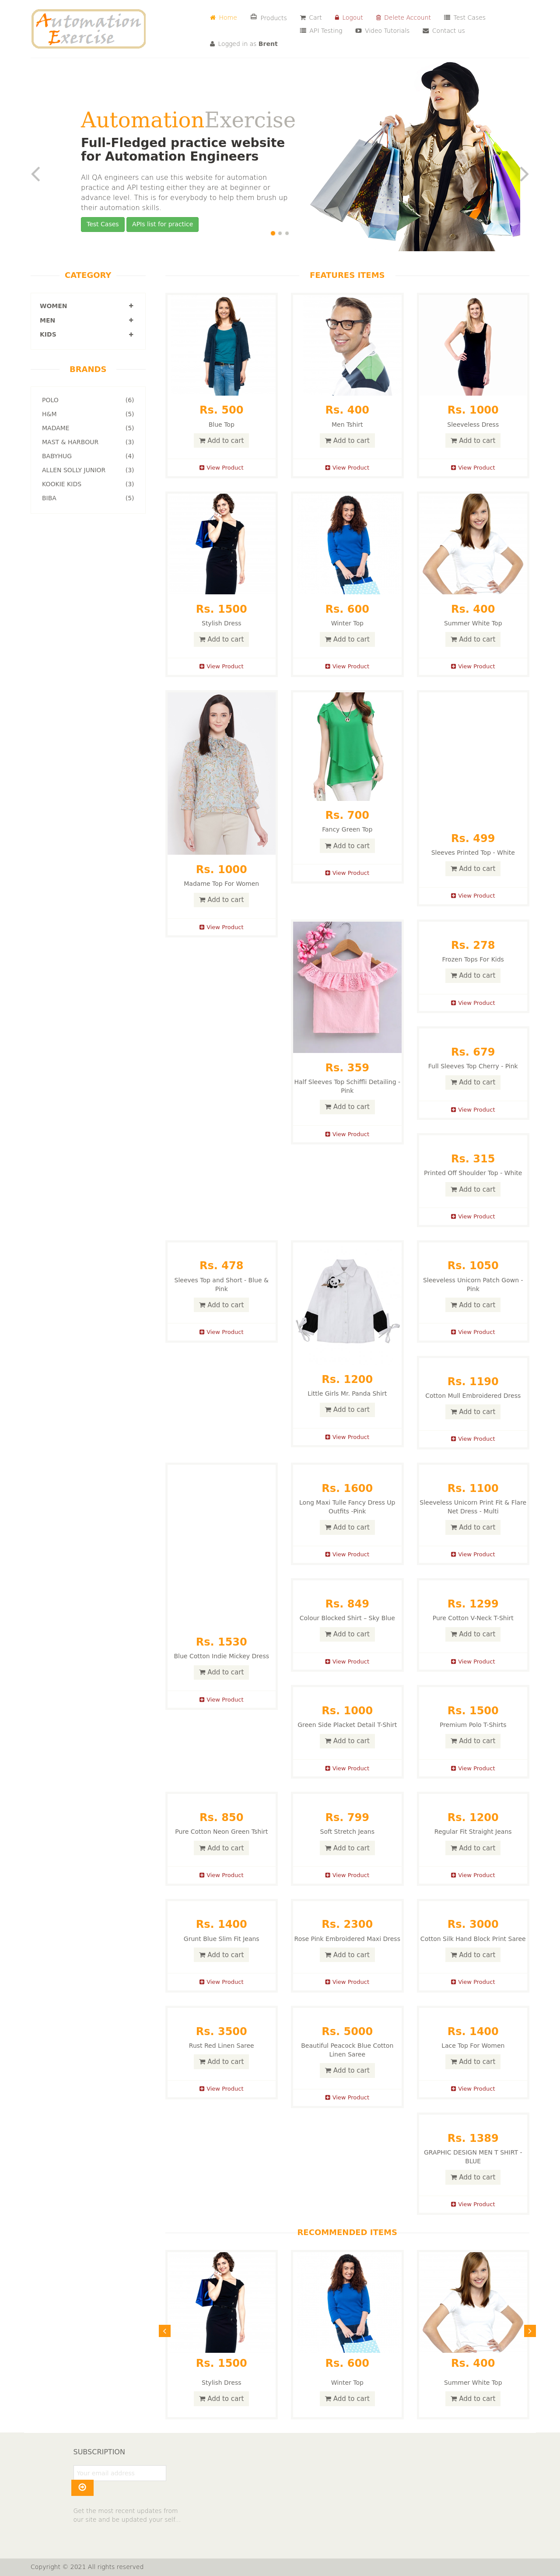 Automation
Exercise
Home
Products
Cart
Logout
Delete Account
Test Cases
API Testing
Video Tutorials
Contact us
Logged in as Brent
AutomationExercise
Full-Fledged practice website
for Automation Engineers
All QA engineers can use this website for automation
practice and API testing either they are at beginner or
advance level. This is for everybody to help them brush up
their automation skills.
Test Cases
APIs list for practice
CATEGORY
WOMEN
MEN
KIDS
BRANDS
POLO (6)
H&M (5)
MADAME (5)
MAST & HARBOUR (3)
BABYHUG (4)
ALLEN SOLLY JUNIOR (3)
KOOKIE KIDS (3)
BIBA (5)
FEATURES ITEMS
Rs. 500
Blue Top
Add to cart
View Product
Rs. 400
Men Tshirt
Add to cart
View Product
Rs. 1000
Sleeveless Dress
Add to cart
View Product
Rs. 1500
Stylish Dress
Add to cart
View Product
Rs. 600
Winter Top
Add to cart
View Product
Rs. 400
Summer White Top
Add to cart
View Product
Rs. 1000
Madame Top For Women
Add to cart
View Product
Rs. 700
Fancy Green Top
Add to cart
View Product
Rs. 499
Sleeves Printed Top - White
Add to cart
View Product
Rs. 359
Half Sleeves Top Schiffli Detailing -
Pink
Add to cart
View Product
Rs. 278
Frozen Tops For Kids
Add to cart
View Product
Rs. 679
Full Sleeves Top Cherry - Pink
Add to cart
View Product
Rs. 315
Printed Off Shoulder Top - White
Add to cart
View Product
Rs. 478
Sleeves Top and Short - Blue &
Pink
Add to cart
View Product
Rs. 1200
Little Girls Mr. Panda Shirt
Add to cart
View Product
Rs. 1050
Sleeveless Unicorn Patch Gown -
Pink
Add to cart
View Product
Rs. 1190
Cotton Mull Embroidered Dress
Add to cart
View Product
Rs. 1530
Blue Cotton Indie Mickey Dress
Add to cart
View Product
Rs. 1600
Long Maxi Tulle Fancy Dress Up
Outfits -Pink
Add to cart
View Product
Rs. 1100
Sleeveless Unicorn Print Fit & Flare
Net Dress - Multi
Add to cart
View Product
Rs. 849
Colour Blocked Shirt – Sky Blue
Add to cart
View Product
Rs. 1299
Pure Cotton V-Neck T-Shirt
Add to cart
View Product
Rs. 1000
Green Side Placket Detail T-Shirt
Add to cart
View Product
Rs. 1500
Premium Polo T-Shirts
Add to cart
View Product
Rs. 850
Pure Cotton Neon Green Tshirt
Add to cart
View Product
Rs. 799
Soft Stretch Jeans
Add to cart
View Product
Rs. 1200
Regular Fit Straight Jeans
Add to cart
View Product
Rs. 1400
Grunt Blue Slim Fit Jeans
Add to cart
View Product
Rs. 2300
Rose Pink Embroidered Maxi Dress
Add to cart
View Product
Rs. 3000
Cotton Silk Hand Block Print Saree
Add to cart
View Product
Rs. 3500
Rust Red Linen Saree
Add to cart
View Product
Rs. 5000
Beautiful Peacock Blue Cotton
Linen Saree
Add to cart
View Product
Rs. 1400
Lace Top For Women
Add to cart
View Product
Rs. 1389
GRAPHIC DESIGN MEN T SHIRT -
BLUE
Add to cart
View Product
RECOMMENDED ITEMS
Rs. 1500
Stylish Dress
Add to cart
Rs. 600
Winter Top
Add to cart
Rs. 400
Summer White Top
Add to cart
SUBSCRIPTION
Your email address
Get the most recent updates from
our site and be updated your self...
Copyright © 2021 All rights reserved